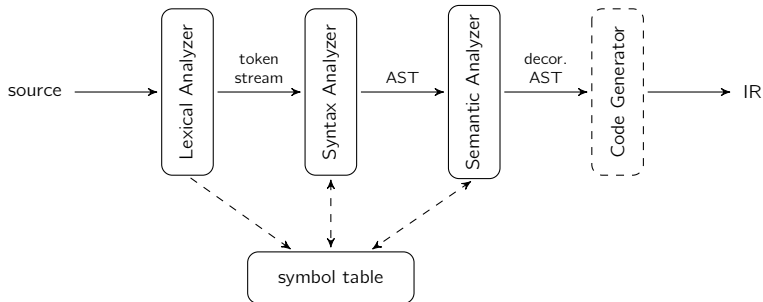 source
Lexical Analyzer
token
stream
Syntax Analyzer
AST
Semantic Analyzer
decor.
AST
Code Generator
IR
symbol table